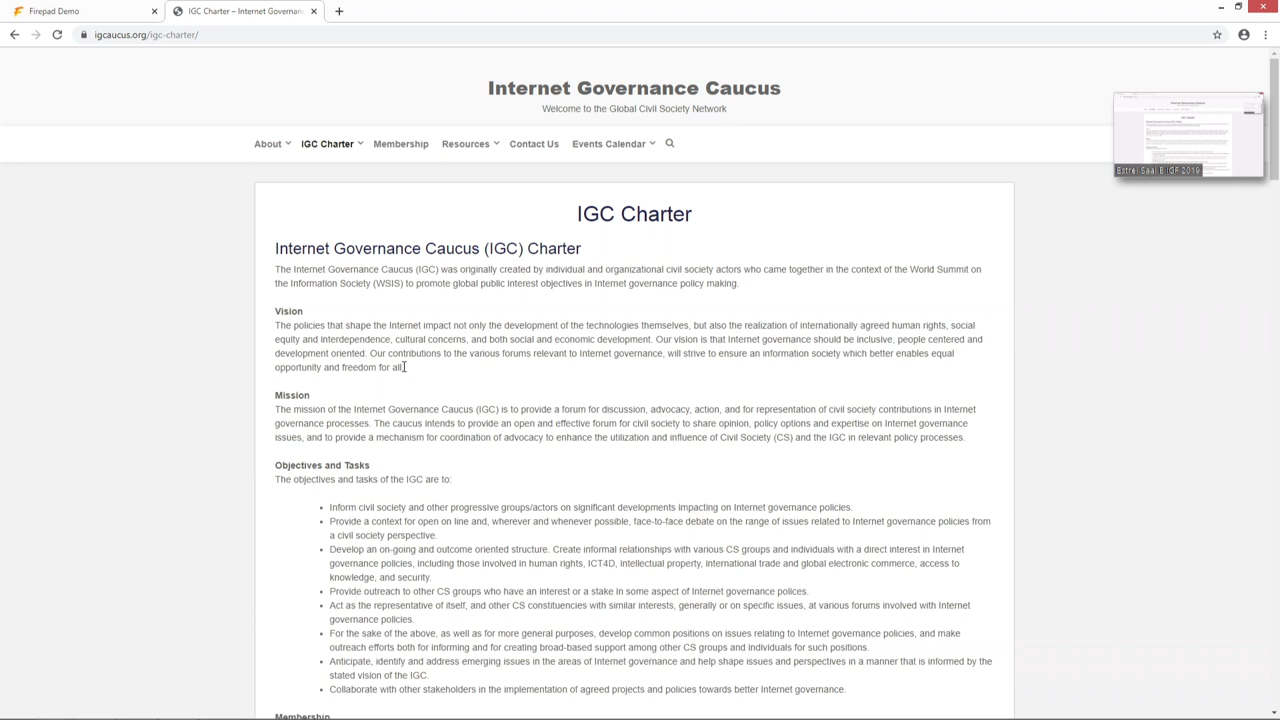 Firepad Demo
IGC Charter – Internet Governan
igcaucus.org/igc-charter/
Internet Governance Caucus
Welcome to the Global Civil Society Network
About IGC Charter Membership Resources Contact Us Events Calendar
Estrel Saal B IGF 2019
IGC Charter
Internet Governance Caucus (IGC) Charter
The Internet Governance Caucus (IGC) was originally created by individual and organizational civil society actors who came together in the context of the World Summit on
the Information Society (WSIS) to promote global public interest objectives in Internet governance policy making.
Vision
The policies that shape the Internet impact not only the development of the technologies themselves, but also the realization of internationally agreed human rights, social
equity and interdependence, cultural concerns, and both social and economic development. Our vision is that Internet governance should be inclusive, people centered and
development oriented. Our contributions to the various forums relevant to Internet governance, will strive to ensure an information society which better enables equal
opportunity and freedom for all.
Mission
The mission of the Internet Governance Caucus (IGC) is to provide a forum for discussion, advocacy, action, and for representation of civil society contributions in Internet
governance processes. The caucus intends to provide an open and effective forum for civil society to share opinion, policy options and expertise on Internet governance
issues, and to provide a mechanism for coordination of advocacy to enhance the utilization and influence of Civil Society (CS) and the IGC in relevant policy processes.
Objectives and Tasks
The objectives and tasks of the IGC are to:
• Inform civil society and other progressive groups/actors on significant developments impacting on Internet governance policies.
• Provide a context for open on line and, wherever and whenever possible, face-to-face debate on the range of issues related to Internet governance policies from
a civil society perspective.
• Develop an on-going and outcome oriented structure. Create informal relationships with various CS groups and individuals with a direct interest in Internet
governance policies, including those involved in human rights, ICT4D, intellectual property, international trade and global electronic commerce, access to
knowledge, and security.
• Provide outreach to other CS groups who have an interest or a stake in some aspect of Internet governance polices.
• Act as the representative of itself, and other CS constituencies with similar interests, generally or on specific issues, at various forums involved with Internet
governance policies.
• For the sake of the above, as well as for more general purposes, develop common positions on issues relating to Internet governance policies, and make
outreach efforts both for informing and for creating broad-based support among other CS groups and individuals for such positions.
• Anticipate, identify and address emerging issues in the areas of Internet governance and help shape issues and perspectives in a manner that is informed by the
stated vision of the IGC.
• Collaborate with other stakeholders in the implementation of agreed projects and policies towards better Internet governance.
Membership